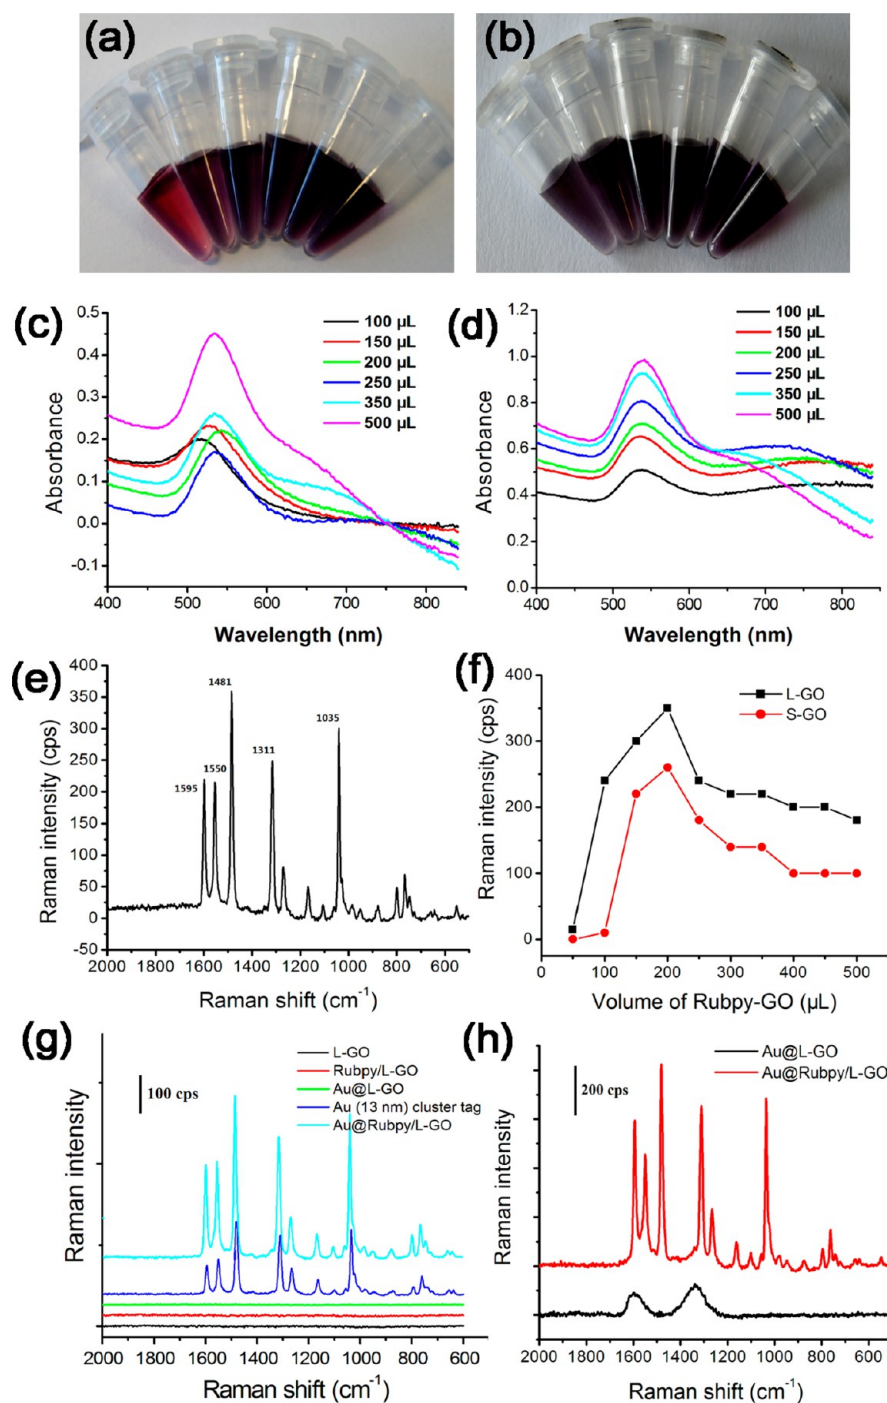 (a)
(b)
(c)
0.5
0.4
0.3
0.2
0.1
0.0
-0.1
Absorbance
400 500 600 700 800
Wavelength (nm)
100 µL
150 µL
200 µL
250 µL
350 µL
500 µL
(d)
1.2
1.0
0.8
0.6
0.4
0.2
0.0
Absorbance
400 500 600 700 800
Wavelength (nm)
100 µL
150 µL
200 µL
250 µL
350 µL
500 µL
(e)
400
350
300
250
200
150
100
50
0
-50
Raman intensity (cps)
1481
1035
1311
1550
1595
2000 1800 1600 1400 1200 1000 800 600
Raman shift (cm⁻¹)
(f)
400
350
300
250
200
150
100
50
0
Raman intensity (cps)
L-GO
S-GO
0 100 200 300 400 500
Volume of Rubpy-GO (µL)
(g)
100 cps
L-GO
Rubpy/L-GO
Au@L-GO
Au (13 nm) cluster tag
Au@Rubpy/L-GO
Raman intensity
2000 1800 1600 1400 1200 1000 800 600
Raman shift (cm⁻¹)
(h)
200 cps
Au@L-GO
Au@Rubpy/L-GO
Raman intensity
2000 1800 1600 1400 1200 1000 800 600
Raman shift (cm⁻¹)